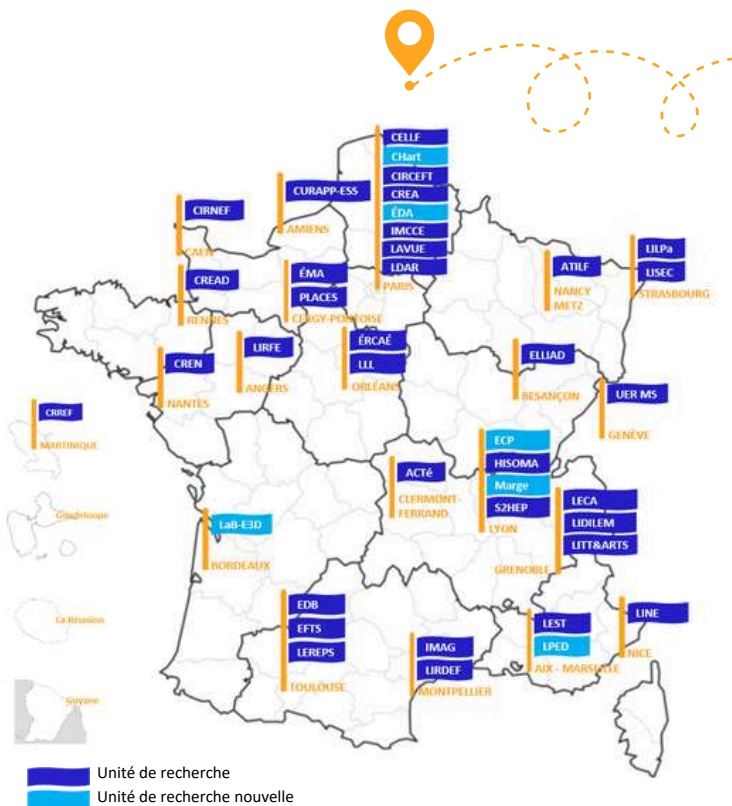 CELLF
CHart
CIRCEFT
CREA
ÉDA
IMCCE
LAVUE
LDAR
PARIS
CURAPP-ESS
AMIENS
CIRNEF
CAEN
CREAD
RENNES
ÉMA
PLACES
CERGY-PONTOISE
ATILF
NANCY
METZ
LILPa
LISEC
STRASBOURG
CREN
NANTES
LIRFE
ANGERS
ÉRCAÉ
LLL
ORLÉANS
ELLIAD
BESANÇON
UER MS
GENÈVE
CRREF
MARTINIQUE
ACTé
CLERMONT-
FERRAND
ECP
HISOMA
Marge
S2HEP
LYON
LECA
LIDILEM
LITT&ARTS
GRENOBLE
Guadeloupe
LaB-E3D
BORDEAUX
La Réunion
EDB
EFTS
LEREPS
TOULOUSE
IMAG
LIRDEF
MONTPELLIER
LEST
LPED
AIX - MARSEILLE
LINE
NICE
Guyane
Unité de recherche
Unité de recherche nouvelle